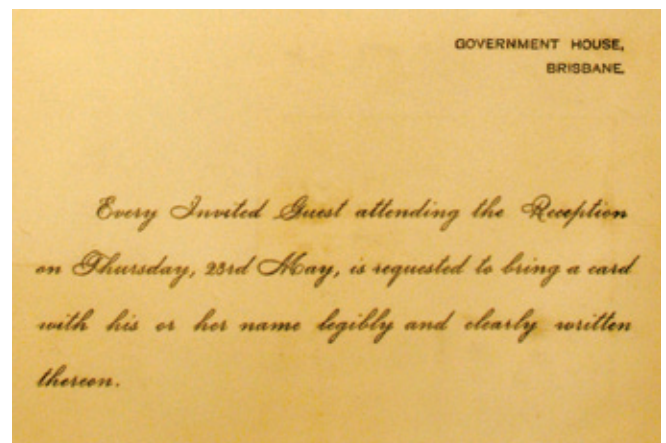 GOVERNMENT HOUSE,
BRISBANE.
Every Invited Guest attending the Reception
on Thursday, 23rd May, is requested to bring a card
with his or her name legibly and clearly written
thereon.